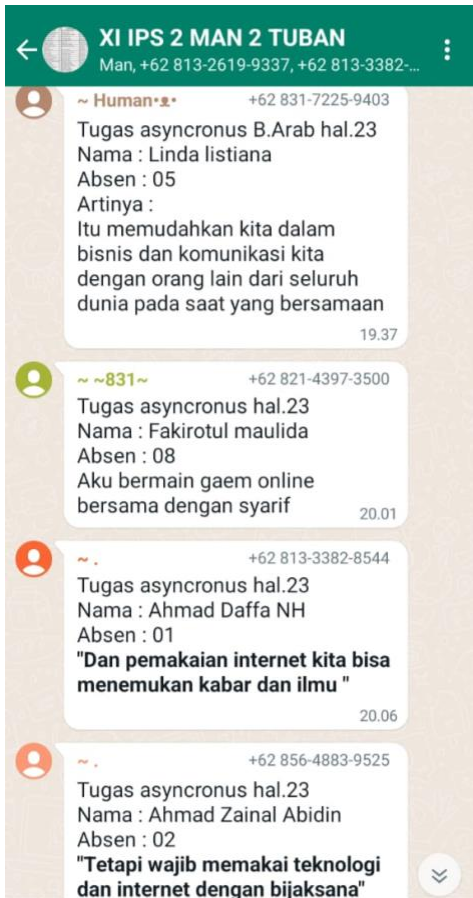 XI IPS 2 MAN 2 TUBAN
Man, +62 813-2619-9337, +62 813-3382-...
~ Human•ᴥ• +62 831-7225-9403
Tugas asyncronus B.Arab hal.23
Nama : Linda listiana
Absen : 05
Artinya :
Itu memudahkan kita dalam
bisnis dan komunikasi kita
dengan orang lain dari seluruh
dunia pada saat yang bersamaan
19.37
~ ~831~ +62 821-4397-3500
Tugas asyncronus hal.23
Nama : Fakirotul maulida
Absen : 08
Aku bermain gaem online
bersama dengan syarif
20.01
~ . +62 813-3382-8544
Tugas asyncronus hal.23
Nama : Ahmad Daffa NH
Absen : 01
"Dan pemakaian internet kita bisa
menemukan kabar dan ilmu "
20.06
~ . +62 856-4883-9525
Tugas asyncronus hal.23
Nama : Ahmad Zainal Abidin
Absen : 02
"Tetapi wajib memakai teknologi
dan internet dengan bijaksana"